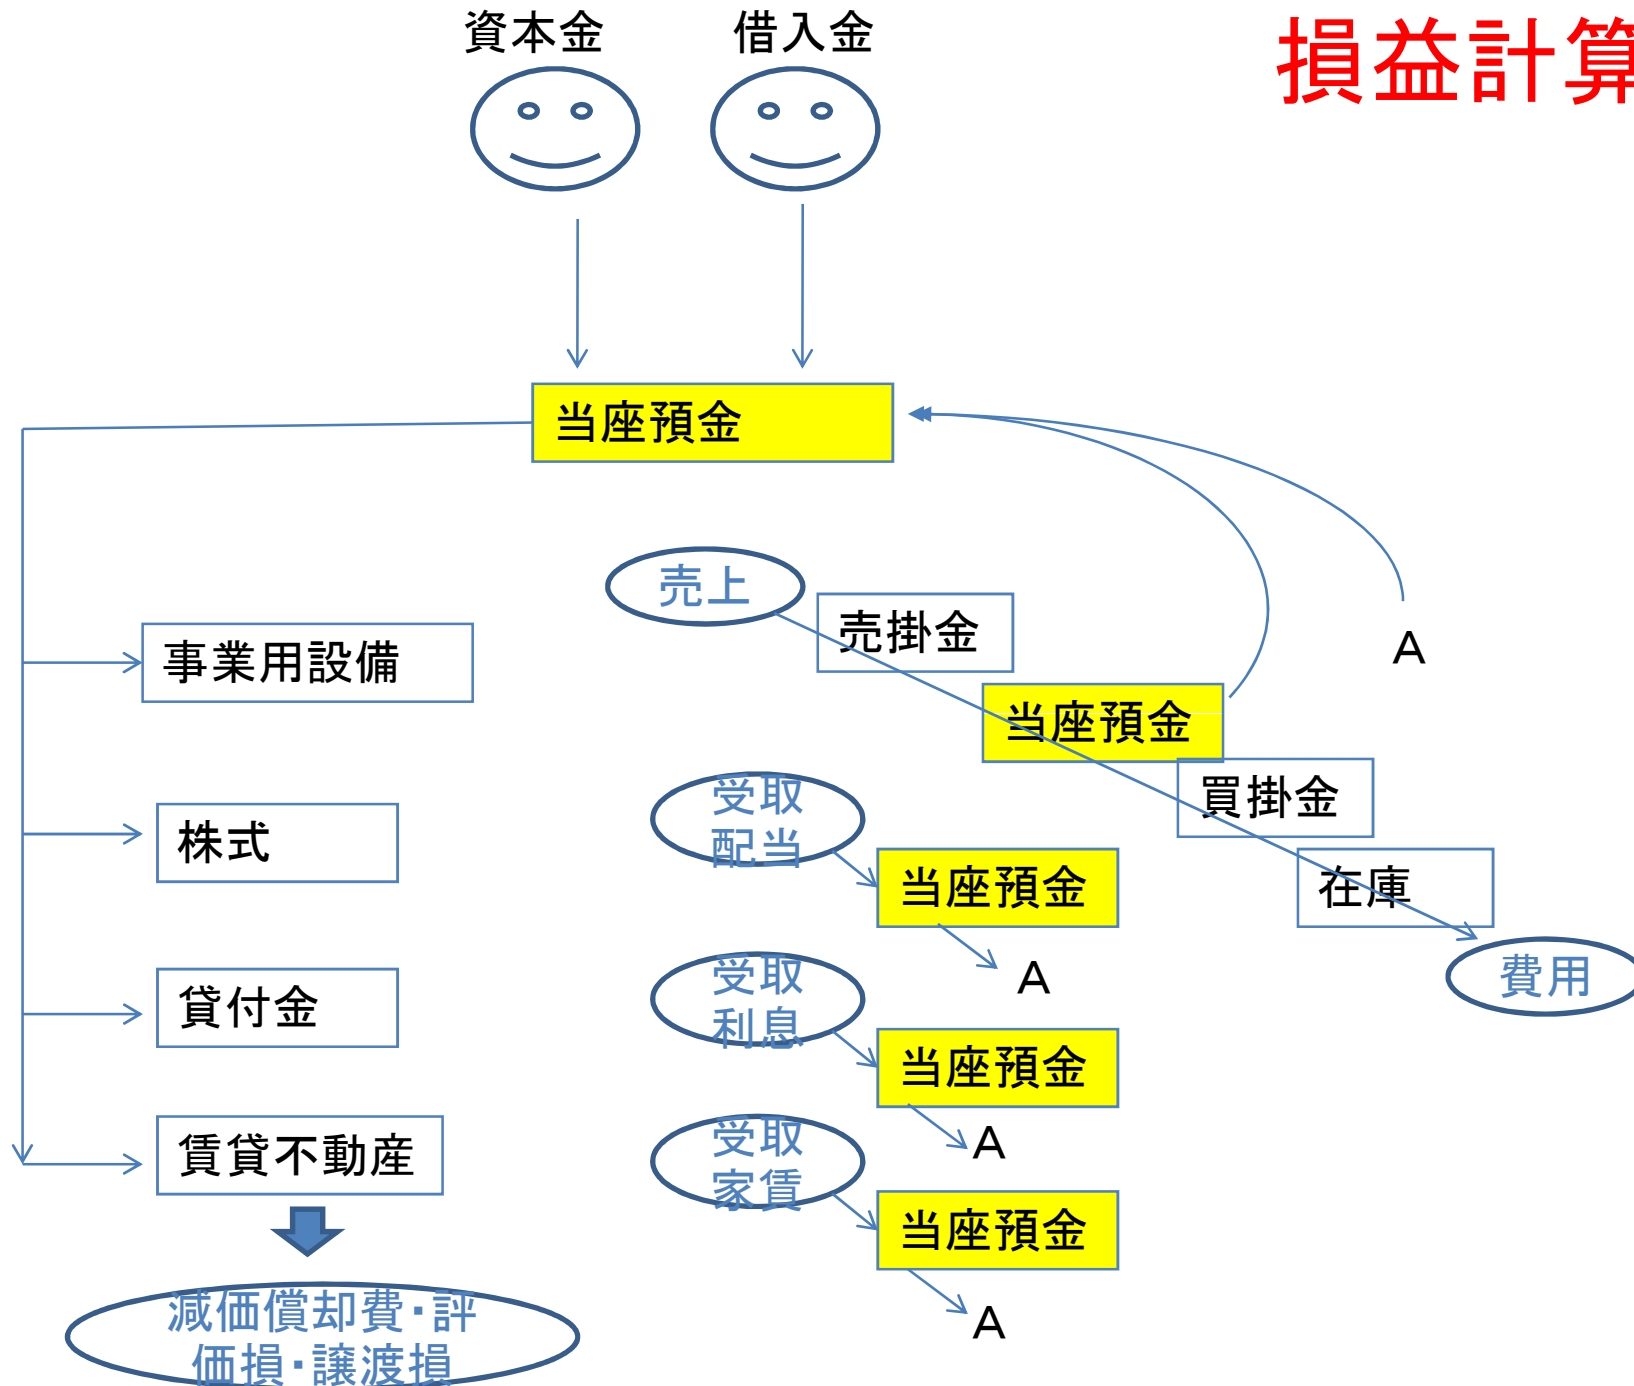 資本金
借入金
損益計算
当座預金
売上
売掛金
事業用設備
A
当座預金
受取
配当
買掛金
株式
当座預金
在庫
受取
利息
A
費用
貸付金
当座預金
受取
家賃
A
賃貸不動産
当座預金
減価償却費・評
価損・譲渡損
A